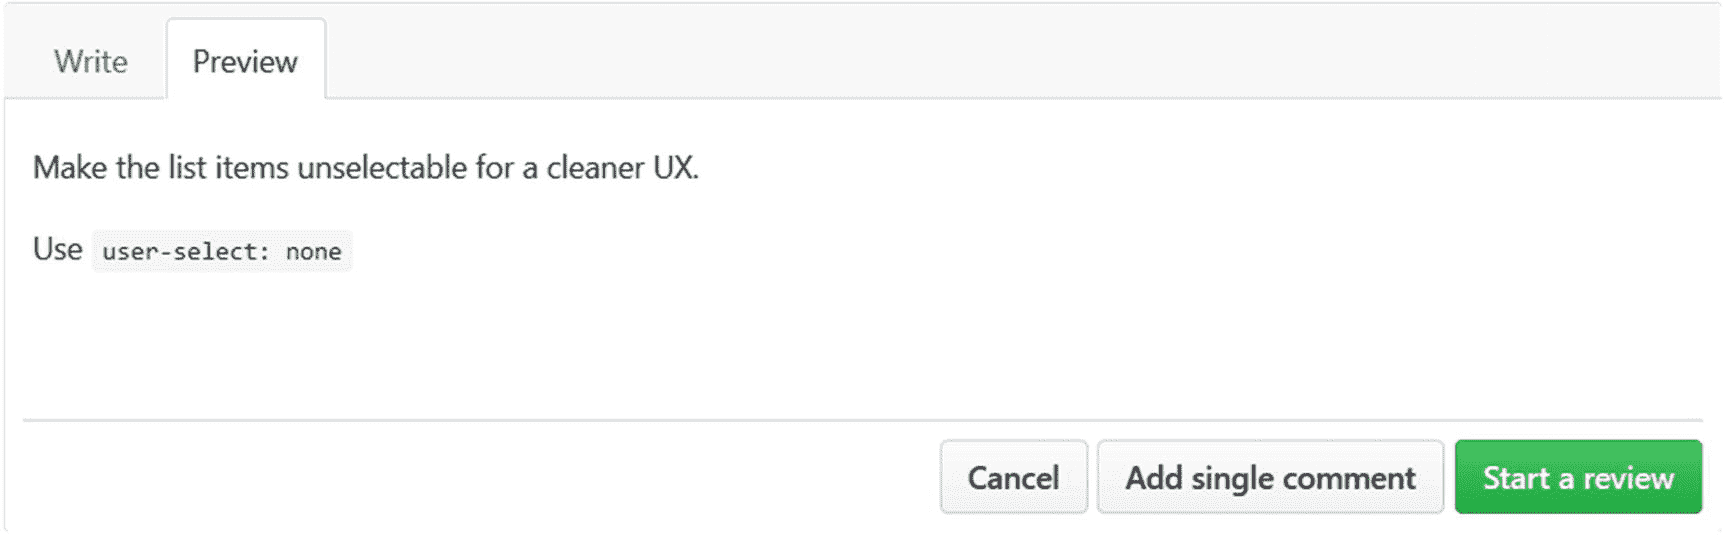 Write Preview
Make the list items unselectable for a cleaner UX.
Use user-select: none
Cancel Add single comment Start a review